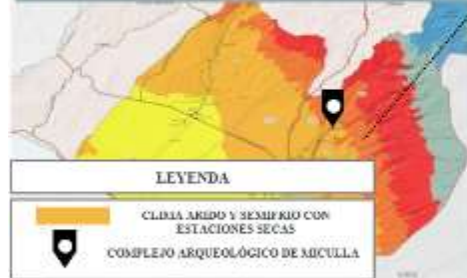 LEYENDA
CLIMA ARIDO Y SEMIFRIO CON
ESTACIONES SECAS
COMPLEJO ARQUEOLÓGICO DE MICULLA